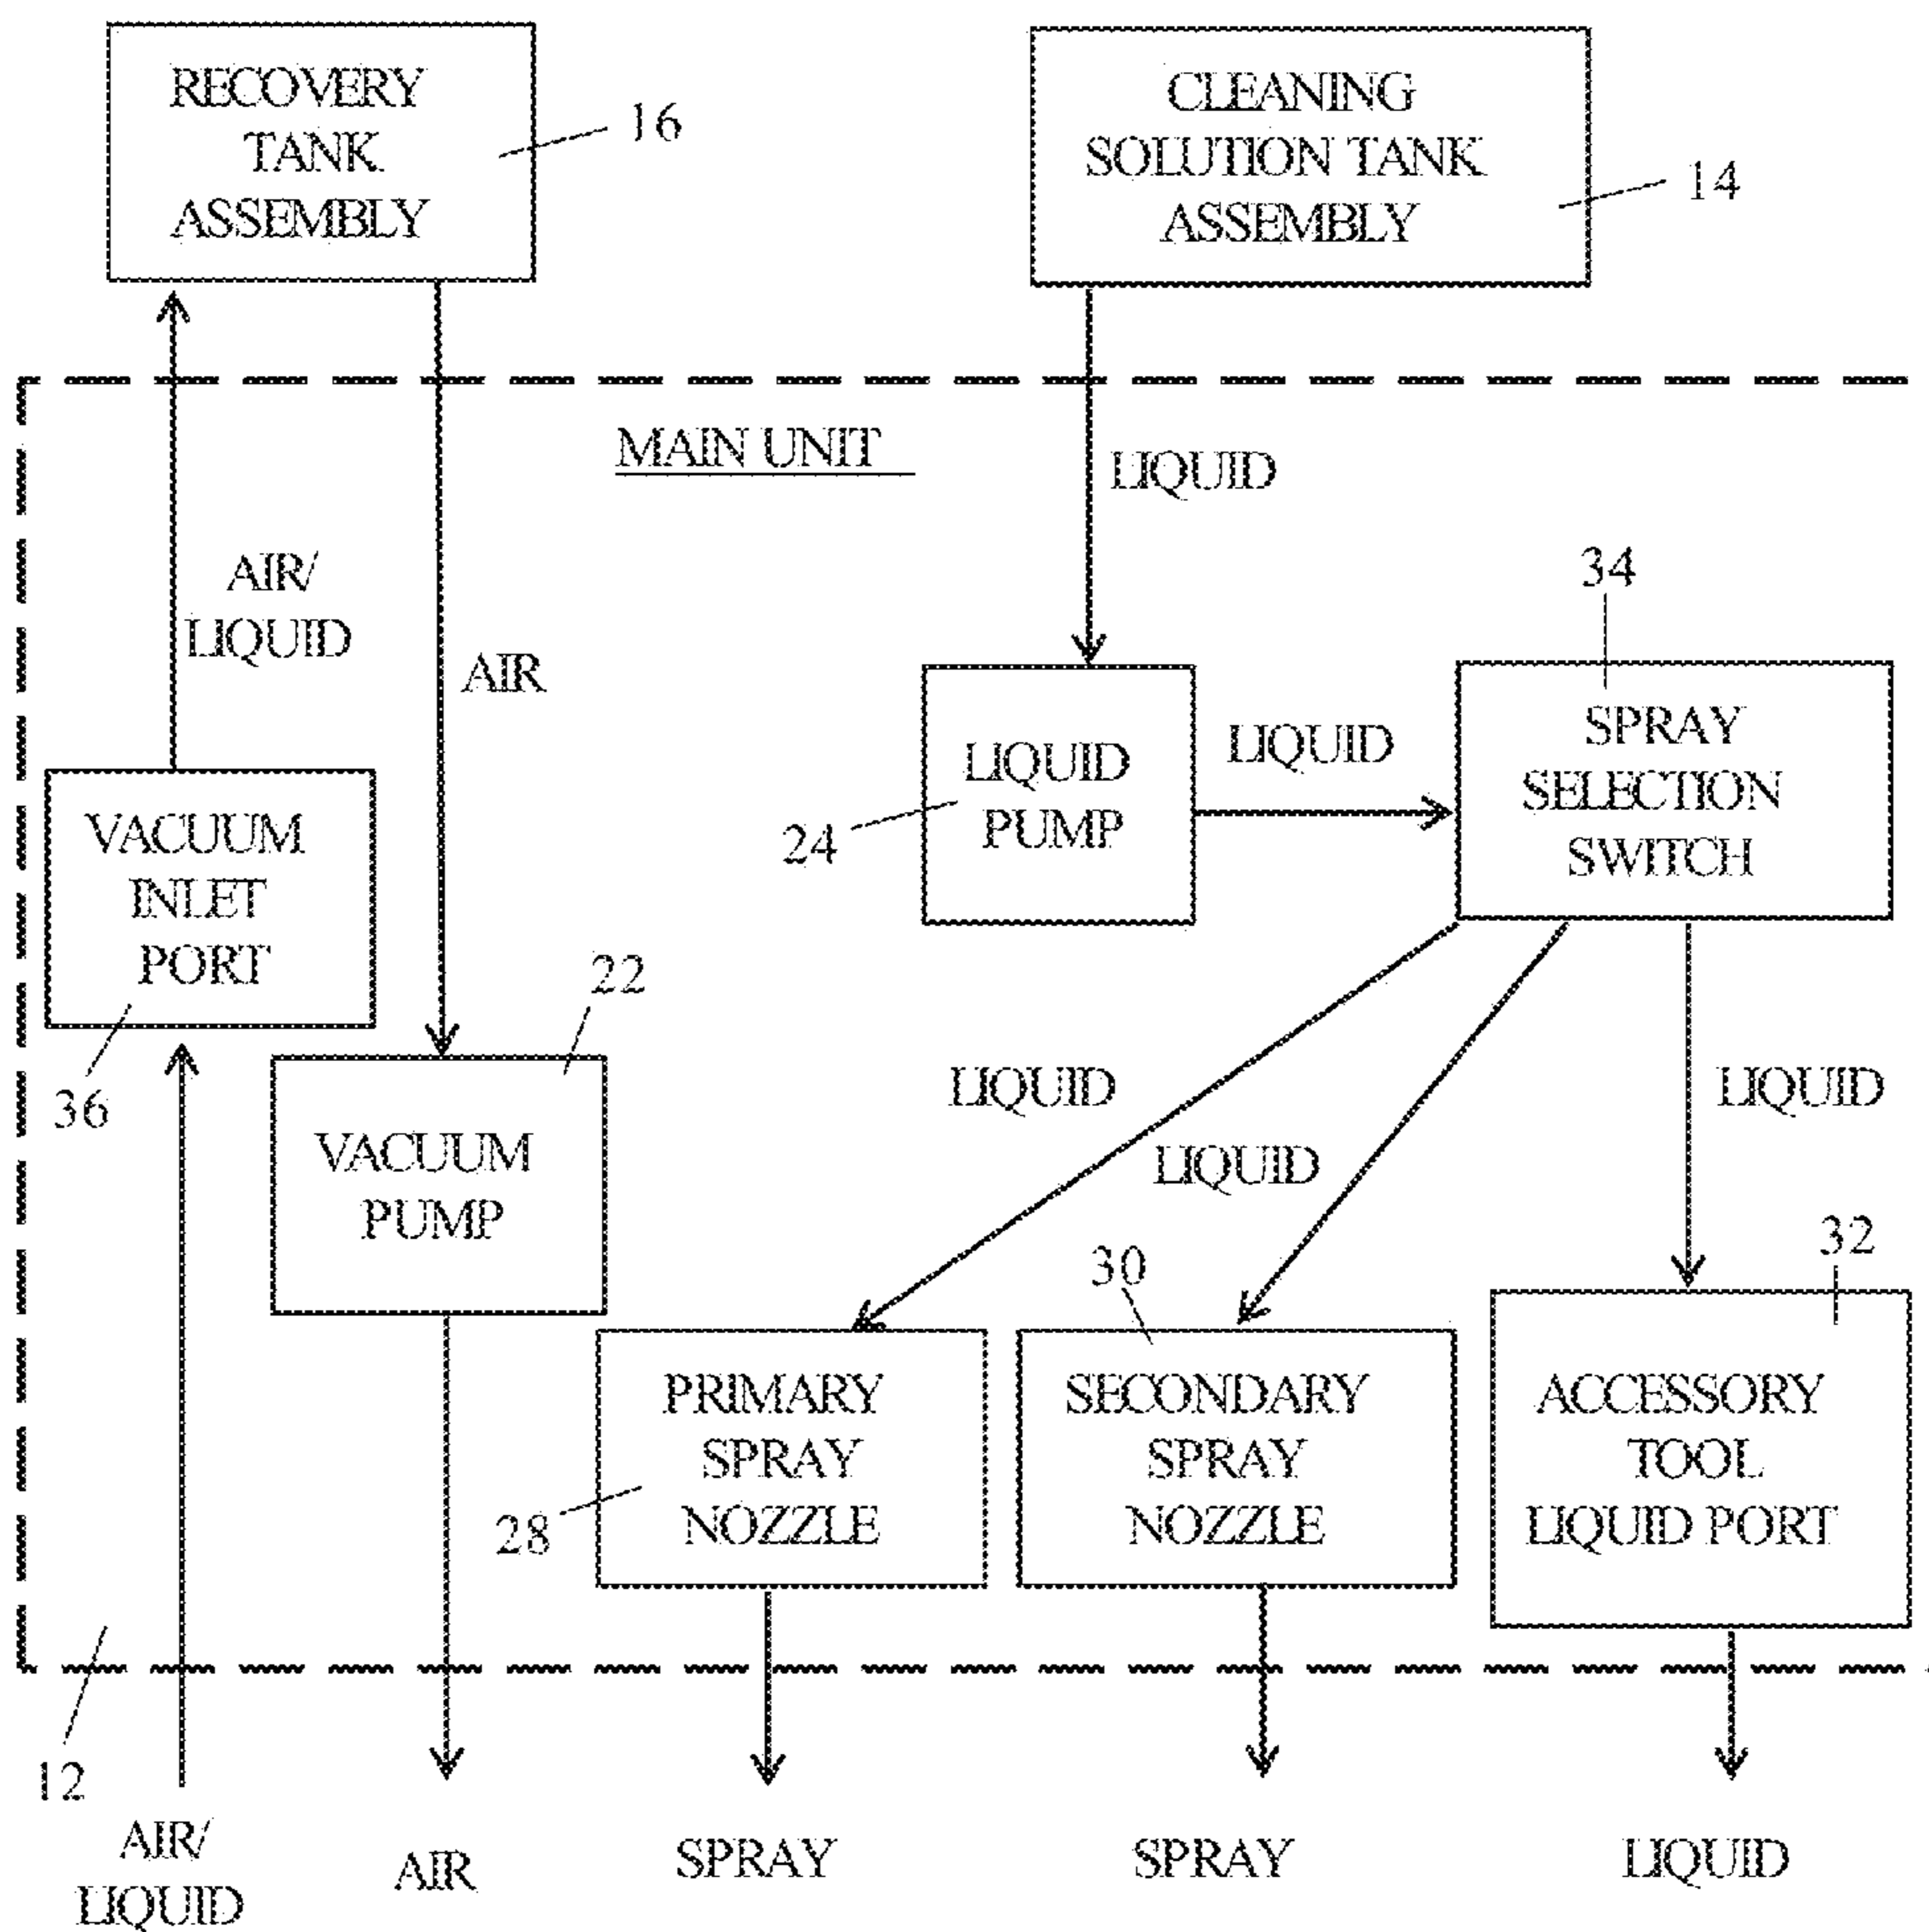 RECOVERY
TANK
ASSEMBLY
16
CLEANING
SOLUTION TANK
ASSEMBLY
14
MAIN UNIT
LIQUID
AIR/
LIQUID
AIR
34
SPRAY
SELECTION
SWITCH
LIQUID
LIQUID
PUMP
24
VACUUM
INLET
PORT
36
22
VACUUM
PUMP
LIQUID
LIQUID
LIQUID
30
32
PRIMARY
SPRAY
NOZZLE
28
SECONDARY
SPRAY
NOZZLE
ACCESSORY
TOOL
LIQUID PORT
12
AIR/
LIQUID
AIR
SPRAY
SPRAY
LIQUID